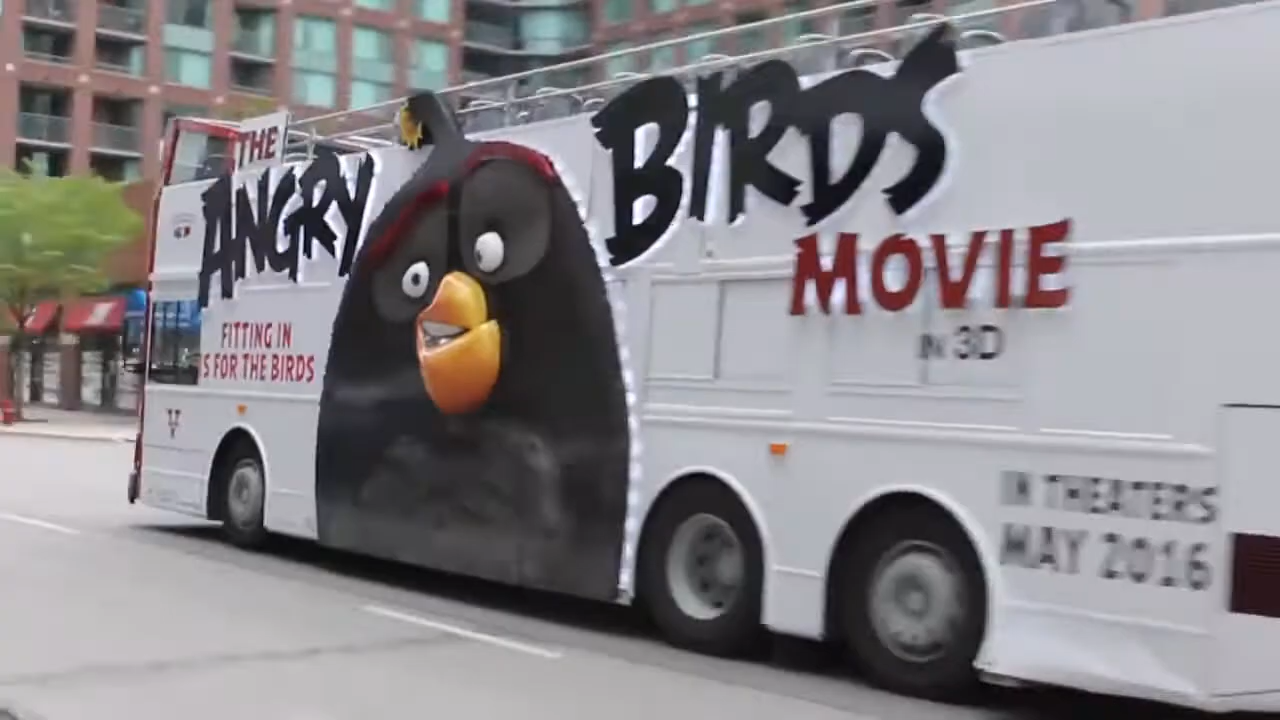 THE
ANGRY
BIRDS
MOVIE
IN 3D
FITTING IN
S FOR THE BIRDS
IN THEATERS
MAY 2016